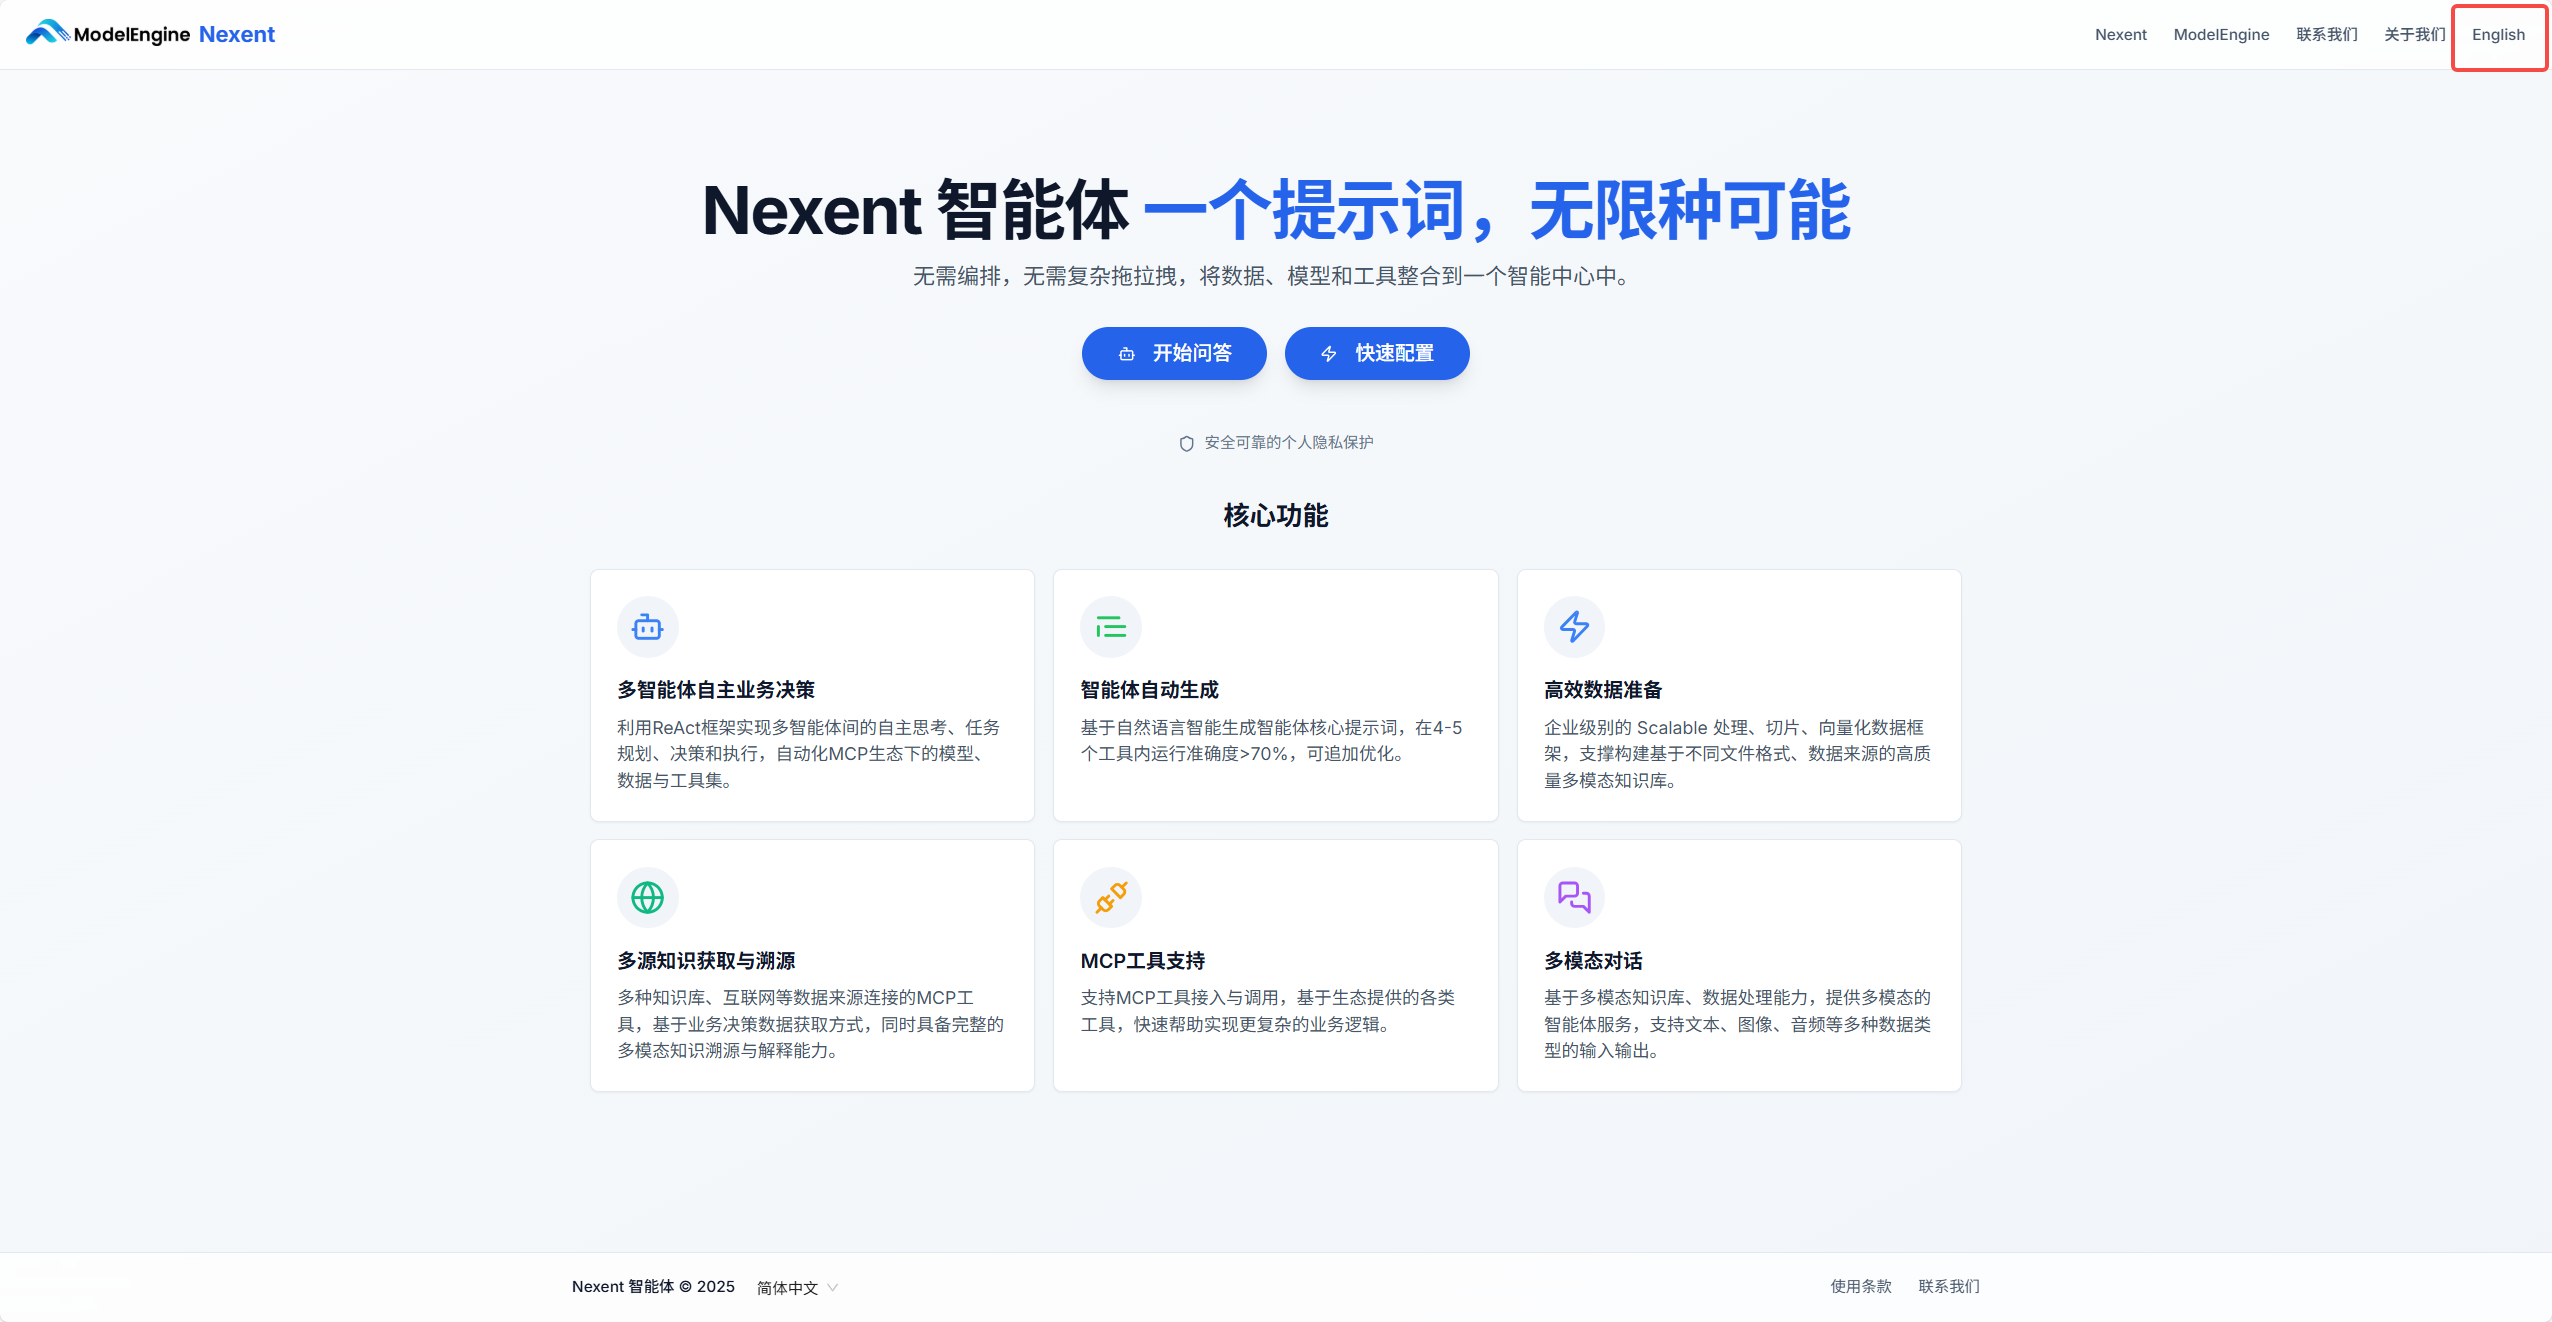 ModelEngine Nexent
Nexent ModelEngine 联系我们 关于我们 English
Nexent 智能体 一个提示词，无限种可能
无需编排，无需复杂拖拉拽，将数据、模型和工具整合到一个智能中心中。
开始问答 快速配置
安全可靠的个人隐私保护
核心功能
多智能体自主业务决策
利用ReAct框架实现多智能体间的自主思考、任务
规划、决策和执行，自动化MCP生态下的模型、
数据与工具集。
智能体自动生成
基于自然语言智能生成智能体核心提示词，在4-5
个工具内运行准确度>70%，可追加优化。
高效数据准备
企业级别的 Scalable 处理、切片、向量化数据框
架，支撑构建基于不同文件格式、数据来源的高质
量多模态知识库。
多源知识获取与溯源
多种知识库、互联网等数据来源连接的MCP工
具，基于业务决策数据获取方式，同时具备完整的
多模态知识溯源与解释能力。
MCP工具支持
支持MCP工具接入与调用，基于生态提供的各类
工具，快速帮助实现更复杂的业务逻辑。
多模态对话
基于多模态知识库、数据处理能力，提供多模态的
智能体服务，支持文本、图像、音频等多种数据类
型的输入输出。
Nexent 智能体 © 2025 简体中文
使用条款 联系我们